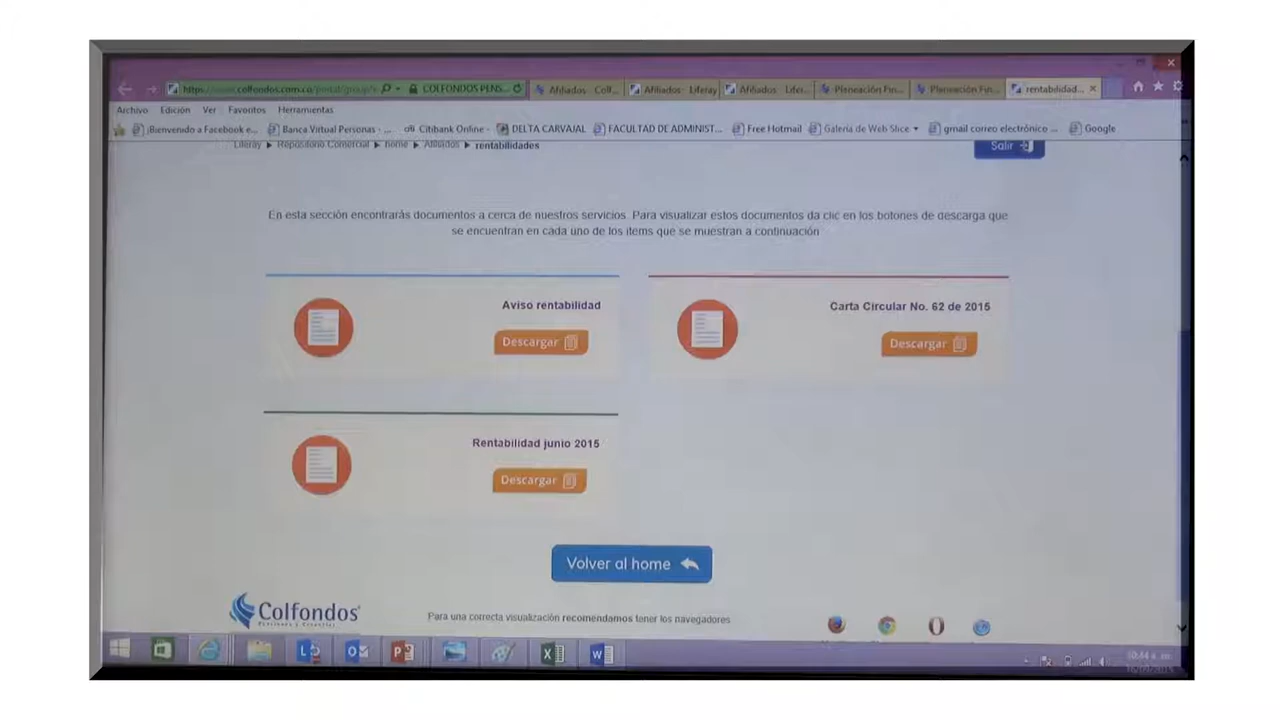 COLFONDOS PENS...
Afiliados - Colf...
Afiliados - Liferay
Afiliados - Lifer...
Planeación Fin...
Planeación Fin...
rentabilidad...
Archivo Edición Ver Favoritos Herramientas
¡Bienvenido a Facebook e...
Banca Virtual Personas - ...
Citibank Online -
DELTA CARVAJAL
FACULTAD DE ADMINIST...
Free Hotmail
Galería de Web Slice
gmail correo electrónico ...
Google
Liferay ▶ Repositorio Comercial ▶ home ▶ Afiliados ▶ rentabilidades
Salir
En esta sección encontrarás documentos a cerca de nuestros servicios. Para visualizar estos documentos da clic en los botones de descarga que
se encuentran en cada uno de los items que se muestran a continuación
Aviso rentabilidad
Descargar
Carta Circular No. 62 de 2015
Descargar
Rentabilidad junio 2015
Descargar
Volver al home
Colfondos
Para una correcta visualización recomendamos tener los navegadores